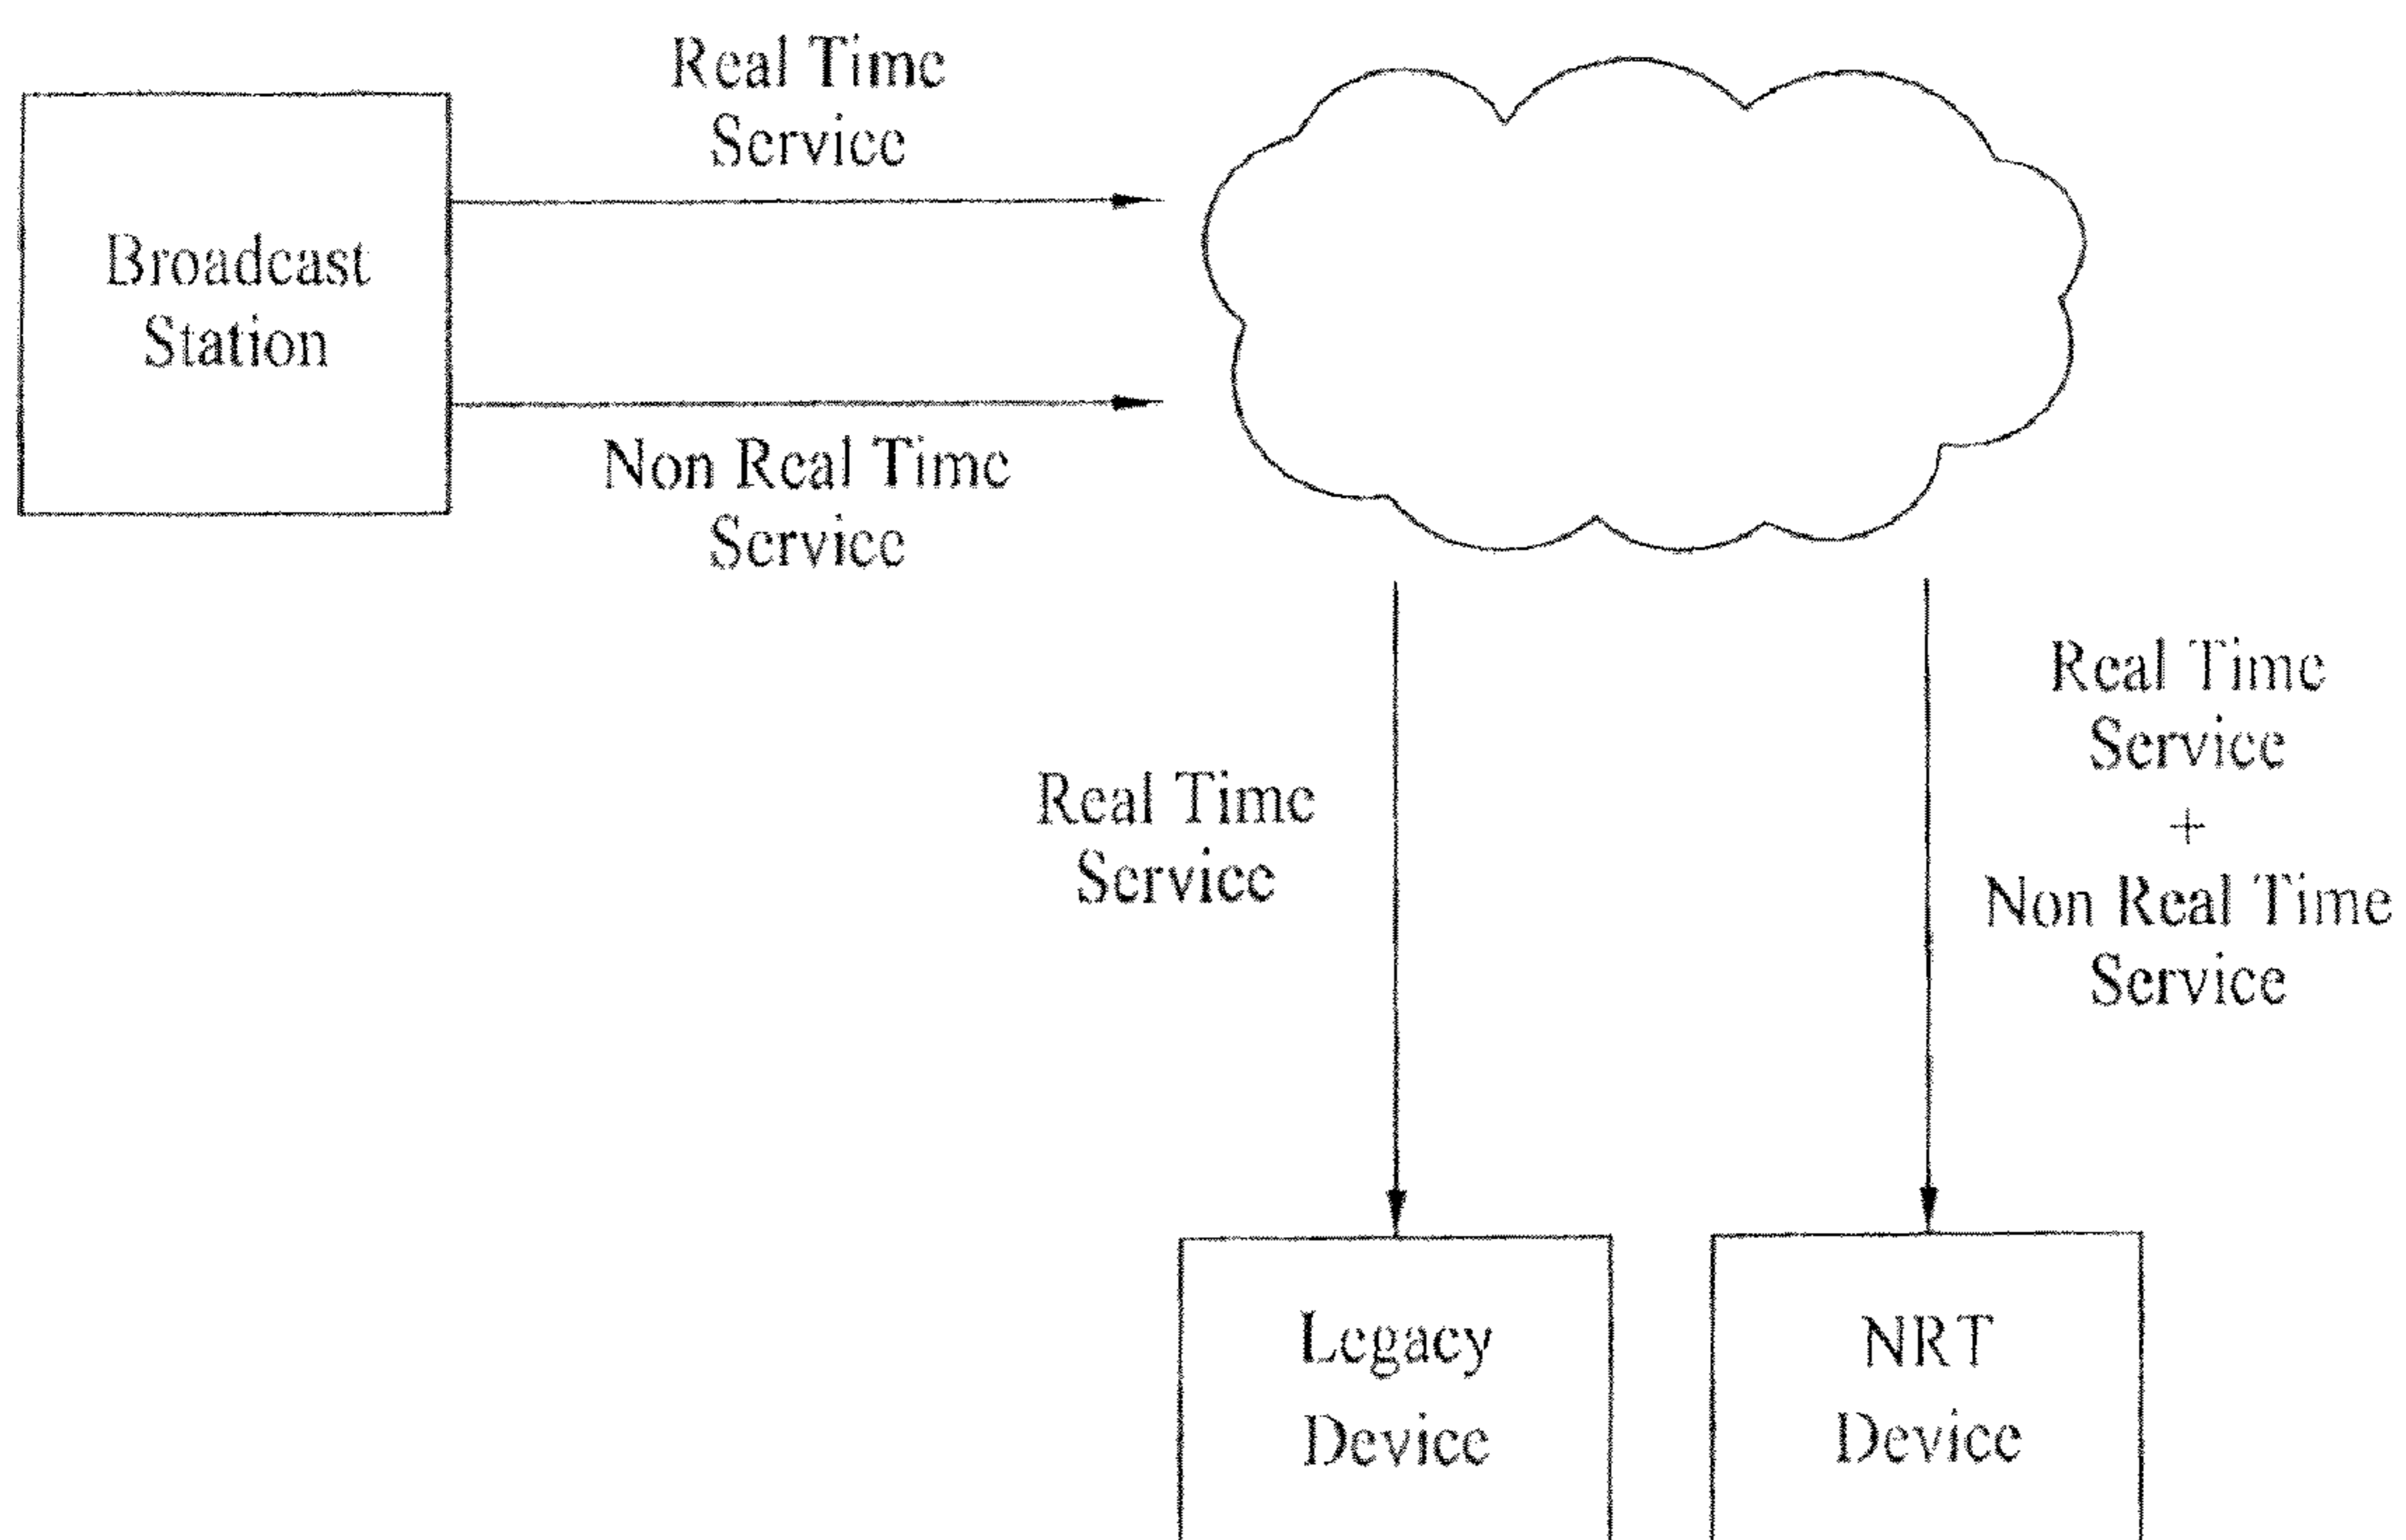 Real Time
Service
Broadcast
Station
Non Real Time
Service
Real Time
Service
Real Time
Service
+
Non Real Time
Service
Legacy
Device
NRT
Device